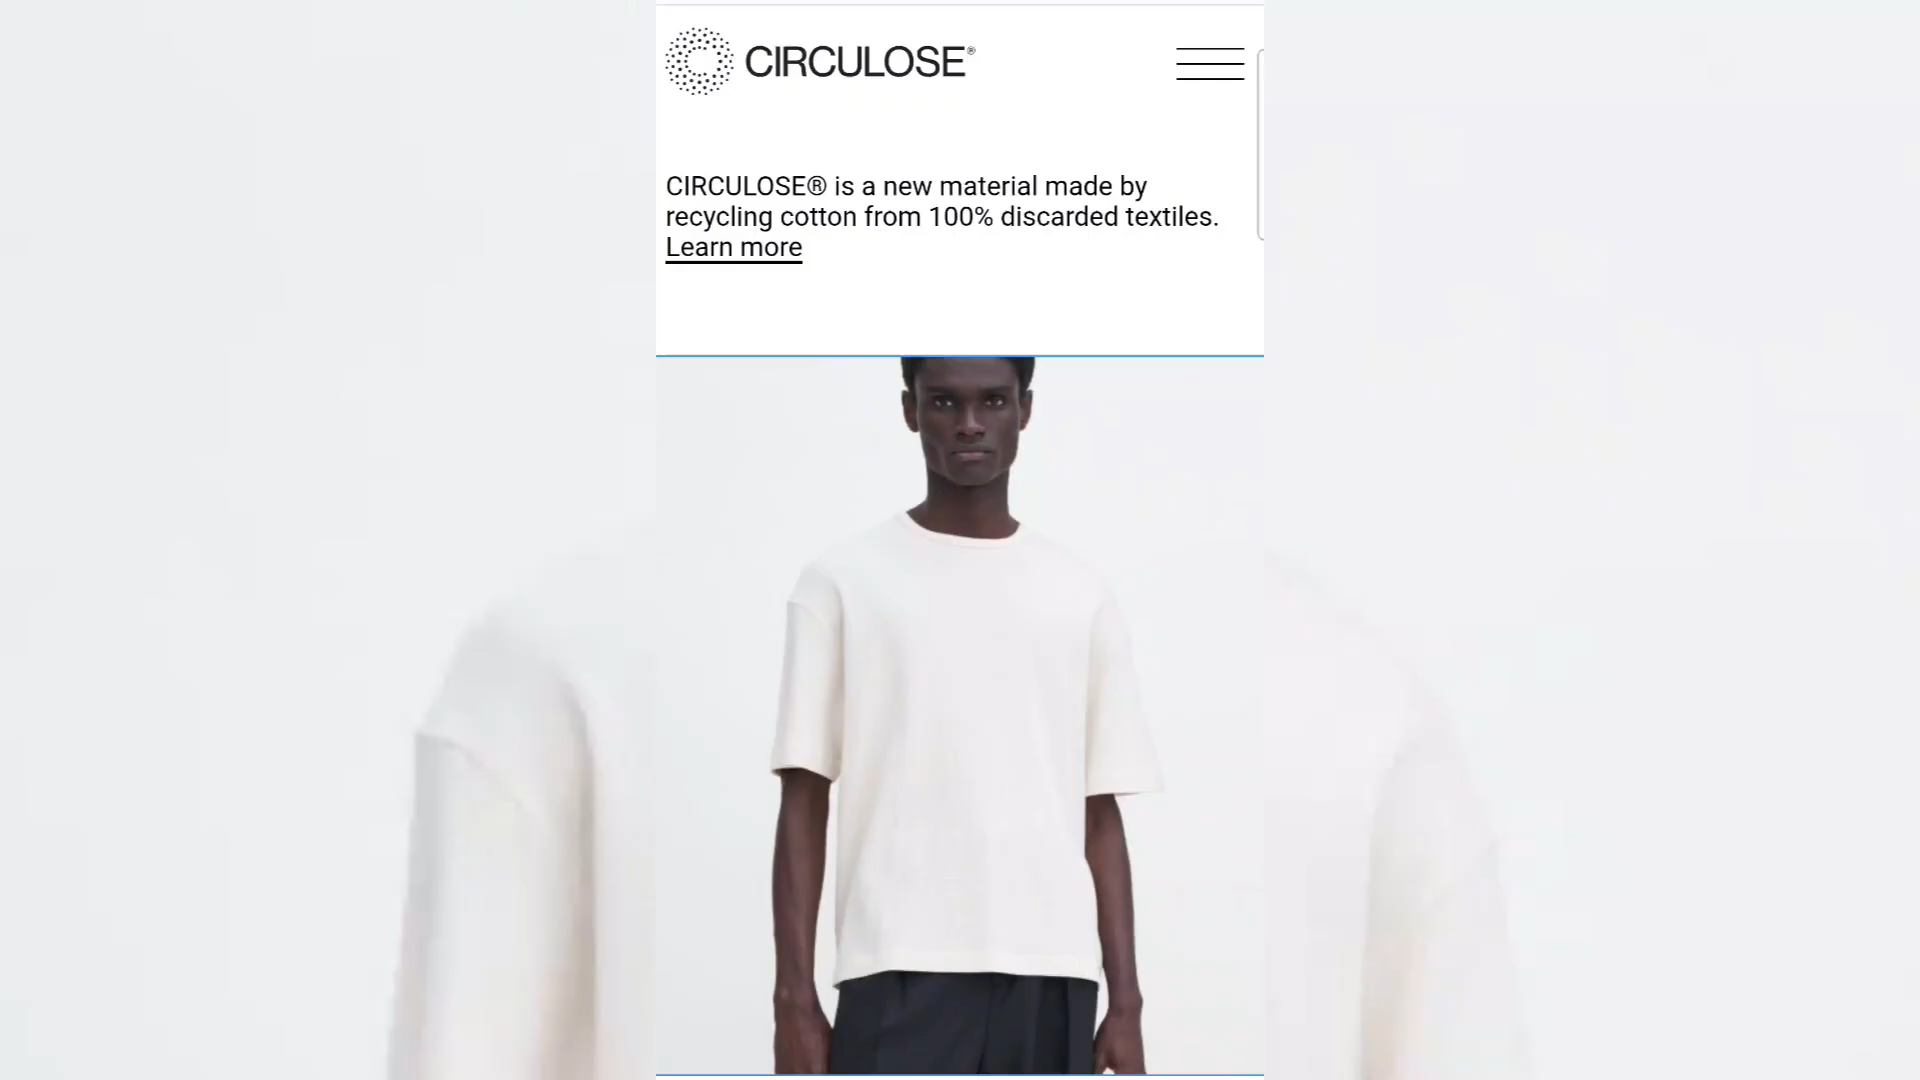 CIRCULOSE®
CIRCULOSE® is a new material made by
recycling cotton from 100% discarded textiles.
Learn more